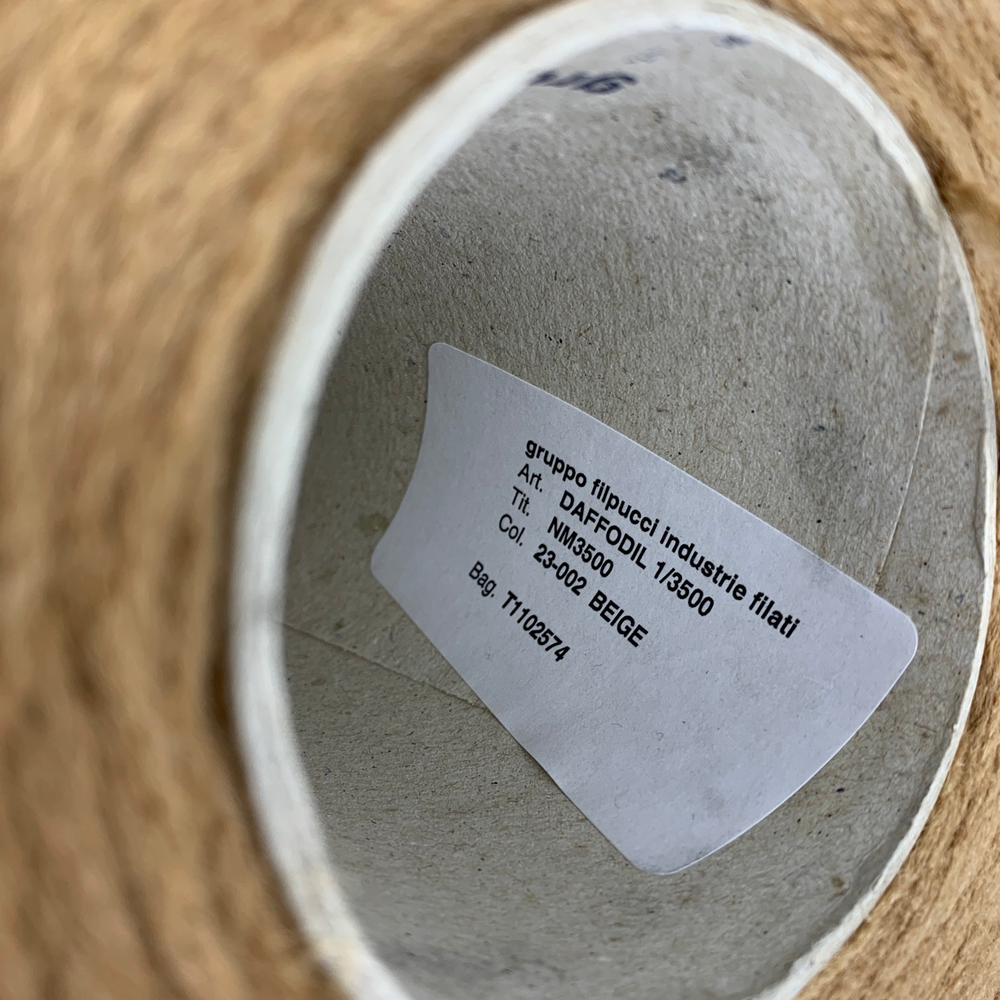 gruppo filpucci industrie filati
Art. DAFFODIL 1/3500
Tit. NM3500
Col. 23-002 BEIGE
Bag. T1102574